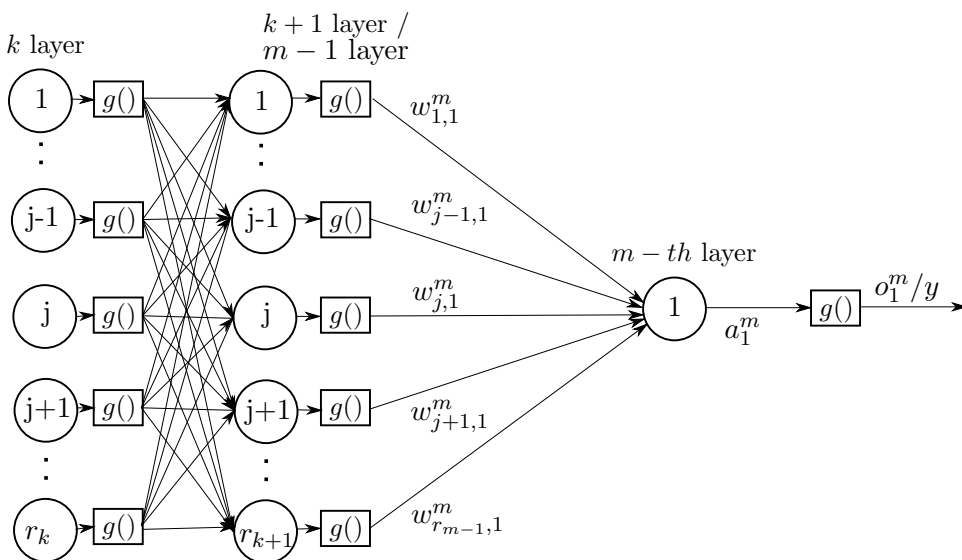 k layer
k + 1 layer /
m − 1 layer
1 g() 1 g() w^m_{1,1}
j-1 g() j-1 g() w^m_{j−1,1}
m − th layer
j g() j g() w^m_{j,1}
1 a^m_1 g() o^m_1/y
j+1 g() j+1 g() w^m_{j+1,1}
r_k g() r_{k+1} g() w^m_{r_{m−1},1}